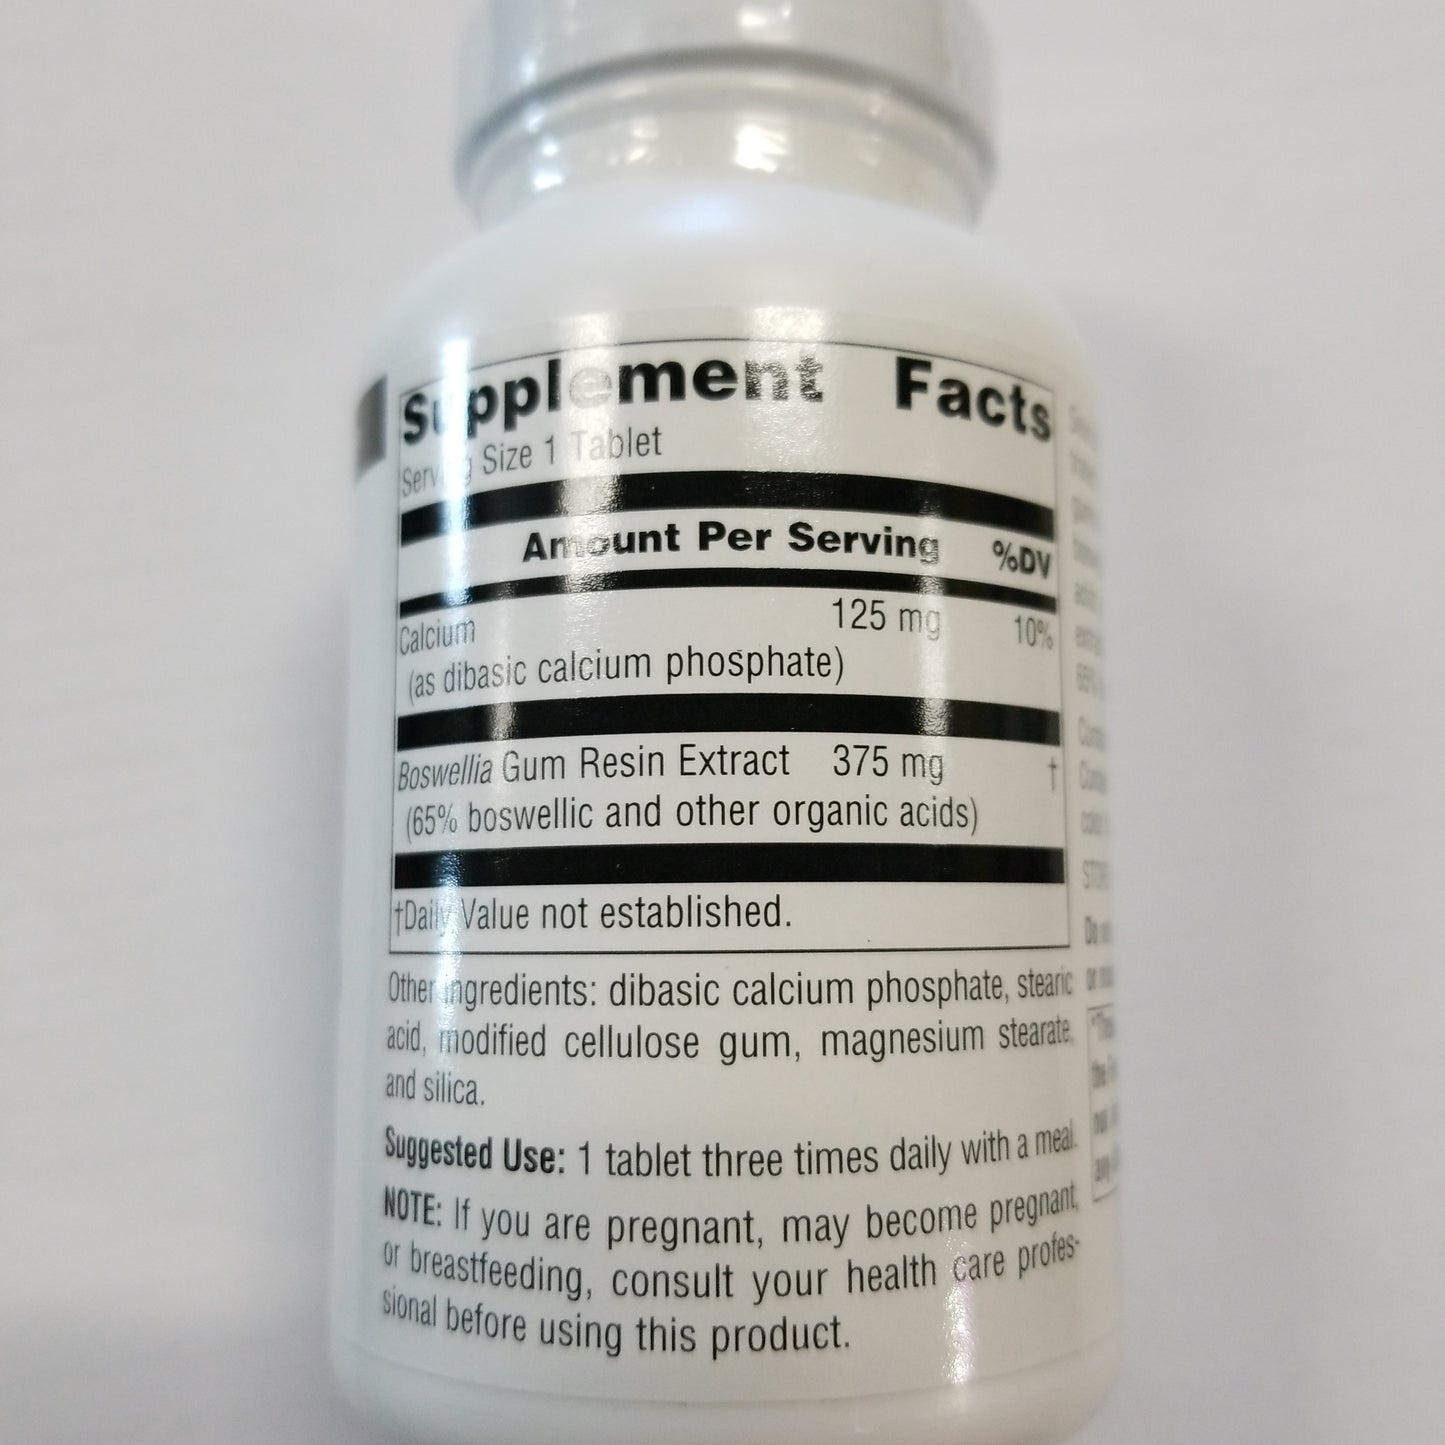 Supplement Facts
Serving Size 1 Tablet
Amount Per Serving %DV
Calcium 125 mg 10%
(as dibasic calcium phosphate)
Boswellia Gum Resin Extract 375 mg †
(65% boswellic and other organic acids)
†Daily Value not established.
Other ingredients: dibasic calcium phosphate, stearic
acid, modified cellulose gum, magnesium stearate,
and silica.
Suggested Use: 1 tablet three times daily with a meal.
NOTE: If you are pregnant, may become pregnant,
or breastfeeding, consult your health care profes-
sional before using this product.